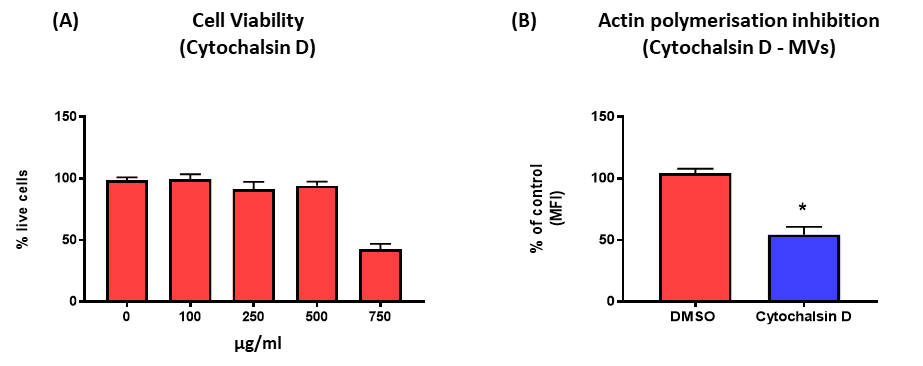 (A)
Cell Viability
(Cytochalsin D)
% live cells
150
100
50
0
0 100 250 500 750
µg/ml
(B)
Actin polymerisation inhibition
(Cytochalsin D - MVs)
% of control
(MFI)
150
100
50
0
*
DMSO Cytochalsin D